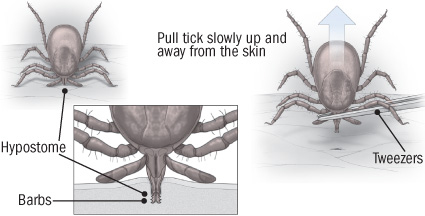 Pull tick slowly up and
away from the skin
Hypostome
Barbs
Tweezers